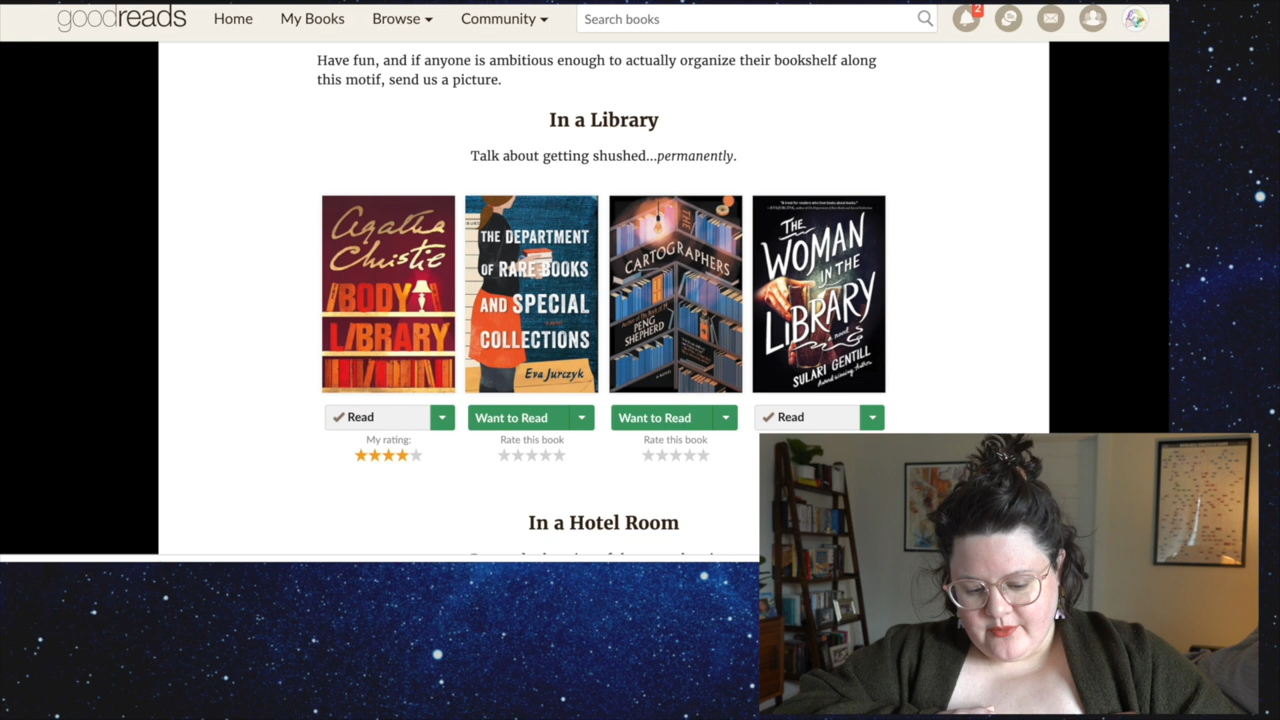 goodreads
Home
My Books
Browse
Community
Search books
2
Have fun, and if anyone is ambitious enough to actually organize their bookshelf along
this motif, send us a picture.
In a Library
Talk about getting shushed...permanently.
Agatha
Christie
BODY
LIBRARY
THE DEPARTMENT
OF RARE BOOKS
AND SPECIAL
COLLECTIONS
Eva Jurczyk
THE
CARTOGRAPHERS
PENG
SHEPHERD
A NOVEL
THE
WOMAN
IN THE
LIBRARY
a novel
SULARI GENTILL
Award-winning Author
Read
Want to Read
Want to Read
Read
My rating:
Rate this book
Rate this book
In a Hotel Room